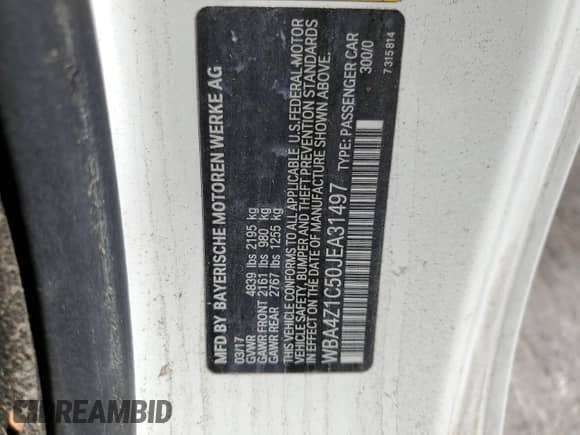 MFD BY BAYERISCHE MOTOREN WERKE AG
03/17
GVWR 4839 lbs 2195 kg
GAWR FRONT 2161 lbs 980 kg
GAWR REAR 2767 lbs 1255 kg
THIS VEHICLE CONFORMS TO ALL APPLICABLE U.S. FEDERAL-MOTOR
VEHICLE SAFETY, BUMPER AND THEFT PREVENTION STANDARDS
IN EFFECT ON THE DATE OF MANUFACTURE SHOWN ABOVE.
WBA4Z1C50JEA31497 TYPE: PASSENGER CAR
300/0
7315814
IDREAMBID